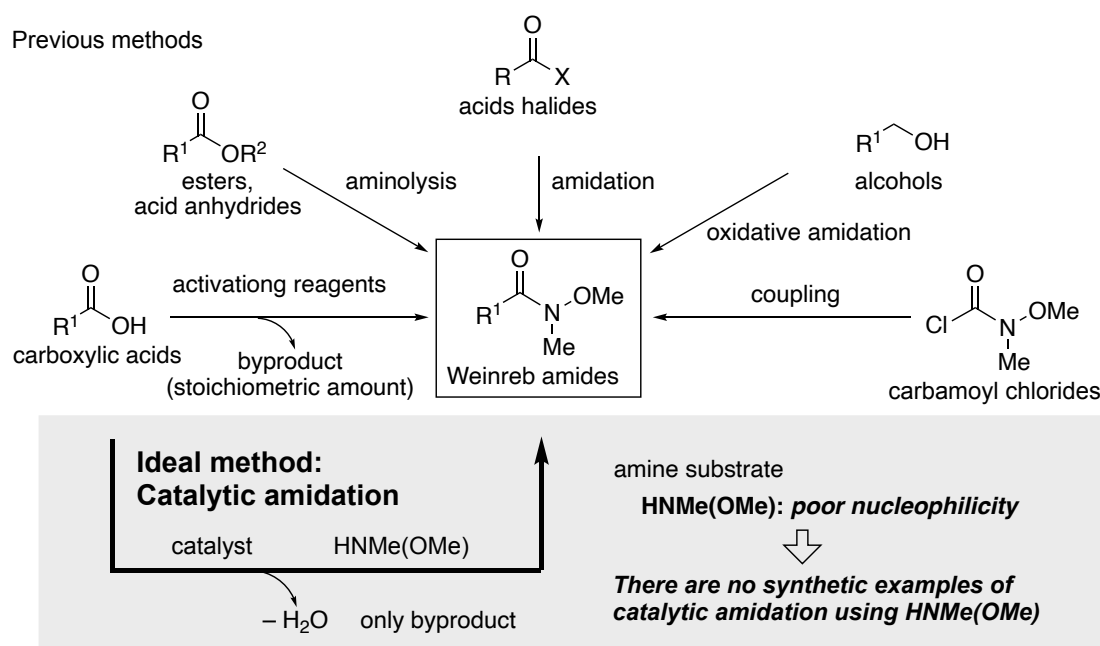 Previous methods
O
R X
acids halides
O
R¹ OR²
esters,
acid anhydrides
aminolysis
amidation
R¹ OH
alcohols
oxidative amidation
O
R¹ OH
carboxylic acids
activationg reagents
byproduct
(stoichiometric amount)
O
R¹ N OMe
Me
Weinreb amides
coupling
O
Cl N OMe
Me
carbamoyl chlorides
Ideal method:
Catalytic amidation
catalyst HNMe(OMe)
– H₂O only byproduct
amine substrate
HNMe(OMe): poor nucleophilicity
There are no synthetic examples of
catalytic amidation using HNMe(OMe)